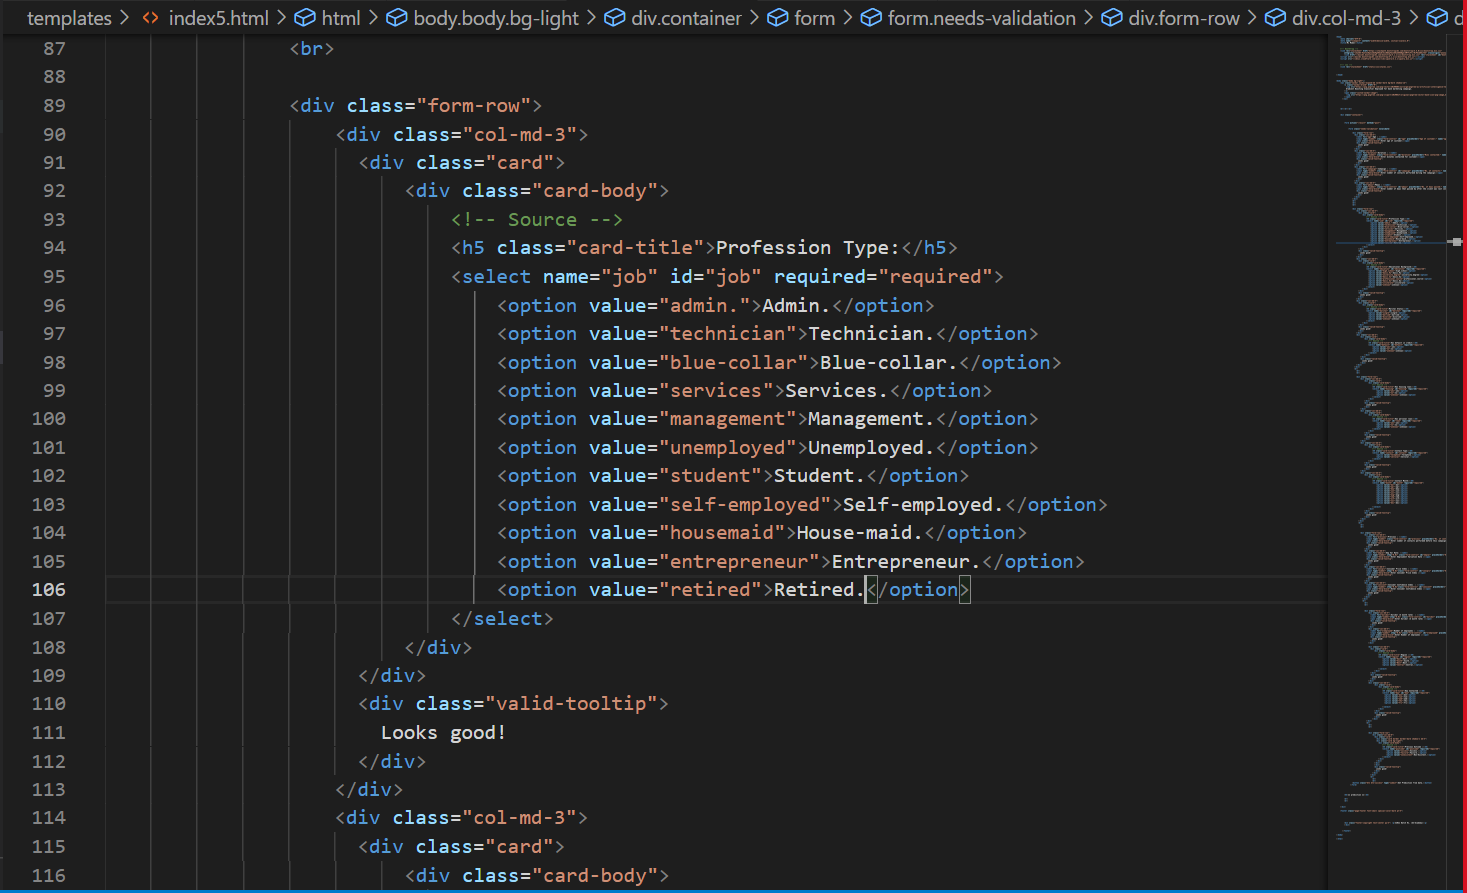 templates > index5.html > html > body.body.bg-light > div.container > form > form.needs-validation > div.form-row > div.col-md-3 > d
87 <br>
88
89 <div class="form-row">
90 <div class="col-md-3">
91 <div class="card">
92 <div class="card-body">
93 <!-- Source -->
94 <h5 class="card-title">Profession Type:</h5>
95 <select name="job" id="job" required="required">
96 <option value="admin.">Admin.</option>
97 <option value="technician">Technician.</option>
98 <option value="blue-collar">Blue-collar.</option>
99 <option value="services">Services.</option>
100 <option value="management">Management.</option>
101 <option value="unemployed">Unemployed.</option>
102 <option value="student">Student.</option>
103 <option value="self-employed">Self-employed.</option>
104 <option value="housemaid">House-maid.</option>
105 <option value="entrepreneur">Entrepreneur.</option>
106 <option value="retired">Retired.</option>
107 </select>
108 </div>
109 </div>
110 <div class="valid-tooltip">
111 Looks good!
112 </div>
113 </div>
114 <div class="col-md-3">
115 <div class="card">
116 <div class="card-body">